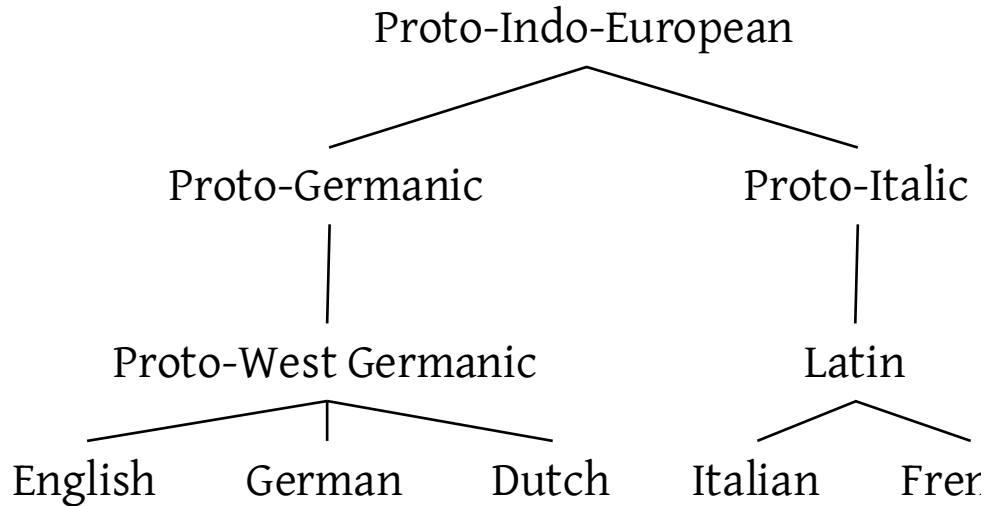 Proto-Indo-European
Proto-Germanic Proto-Italic
Proto-West Germanic Latin
English German Dutch Italian